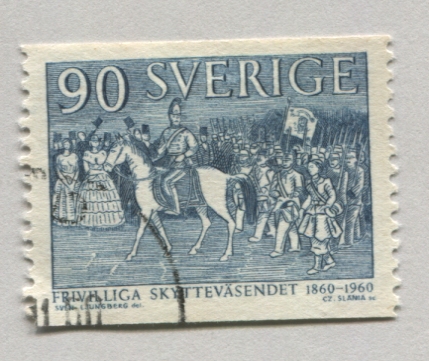 90 SVERIGE
FRIVILLIGA SKYTTEVÄSENDET 1860-1960
SVEN LJUNGBERG del. CZ. SLANIA sc.